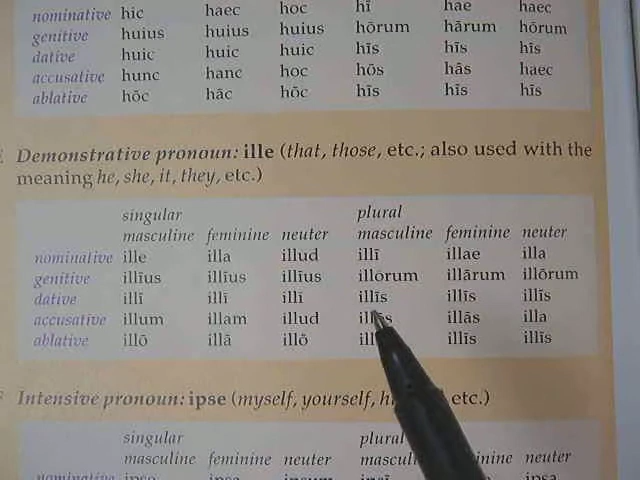 nominative hic haec hoc hī hae haec
genitive huius huius huius hōrum hārum hōrum
dative huic huic huic hīs hīs hīs
accusative hunc hanc hoc hōs hās haec
ablative hōc hāc hōc hīs hīs hīs
Demonstrative pronoun: ille (that, those, etc.; also used with the
meaning he, she, it, they, etc.)
singular plural
masculine feminine neuter masculine feminine neuter
nominative ille illa illud illī illae illa
genitive illīus illīus illīus illōrum illārum illōrum
dative illī illī illī illīs illīs illīs
accusative illum illam illud illās illa
ablative illō illā illō illīs illīs
Intensive pronoun: ipse (myself, yourself, etc.)
singular plural
masculine feminine neuter neuter
nominative